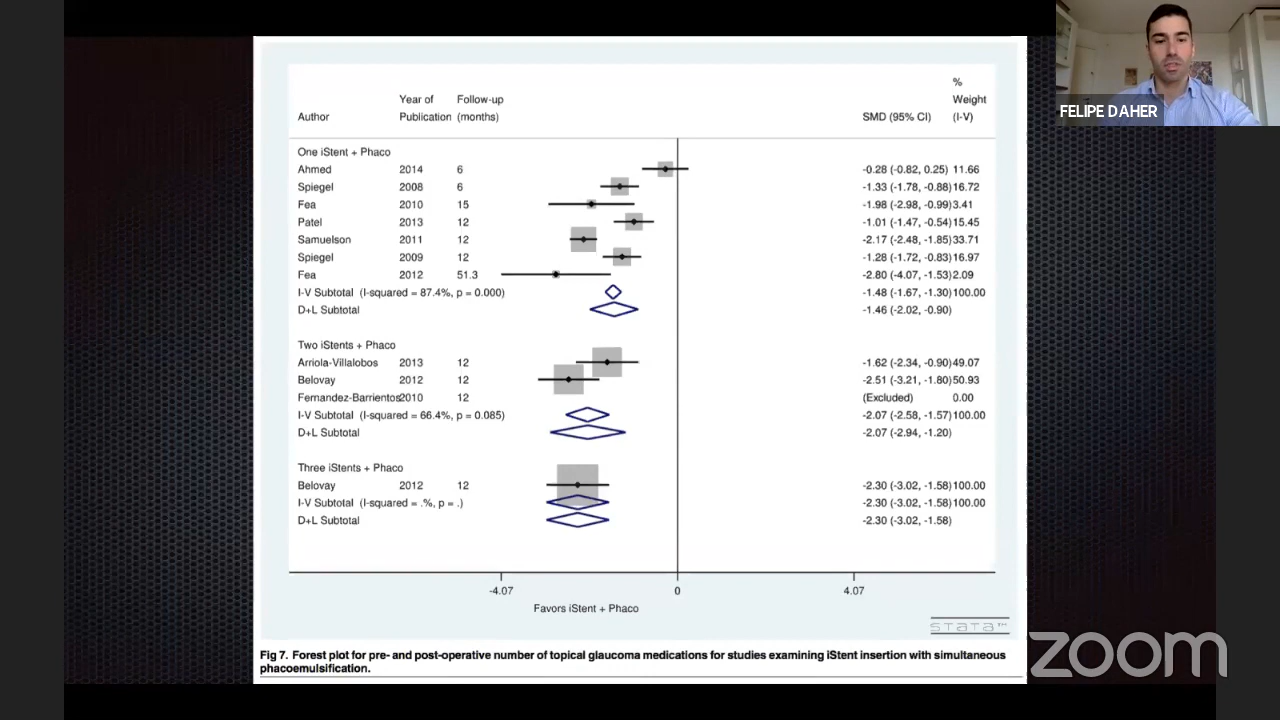 FELIPE DAHER
%
Year of Follow-up Weight
Author Publication (months) SMD (95% CI) (I-V)
One iStent + Phaco
Ahmed 2014 6 -0.28 (-0.82, 0.25) 11.66
Spiegel 2008 6 -1.33 (-1.78, -0.88) 16.72
Fea 2010 15 -1.98 (-2.98, -0.99) 3.41
Patel 2013 12 -1.01 (-1.47, -0.54) 15.45
Samuelson 2011 12 -2.17 (-2.48, -1.85) 33.71
Spiegel 2009 12 -1.28 (-1.72, -0.83) 16.97
Fea 2012 51.3 -2.80 (-4.07, -1.53) 2.09
I-V Subtotal (I-squared = 87.4%, p = 0.000) -1.48 (-1.67, -1.30) 100.00
D+L Subtotal -1.46 (-2.02, -0.90)
Two iStents + Phaco
Arriola-Villalobos 2013 12 -1.62 (-2.34, -0.90) 49.07
Belovay 2012 12 -2.51 (-3.21, -1.80) 50.93
Fernandez-Barrientos 2010 12 (Excluded) 0.00
I-V Subtotal (I-squared = 66.4%, p = 0.085) -2.07 (-2.58, -1.57) 100.00
D+L Subtotal -2.07 (-2.94, -1.20)
Three iStents + Phaco
Belovay 2012 12 -2.30 (-3.02, -1.58) 100.00
I-V Subtotal (I-squared = .%, p = .) -2.30 (-3.02, -1.58) 100.00
D+L Subtotal -2.30 (-3.02, -1.58)
-4.07 0 4.07
Favors iStent + Phaco
STATA™
Fig 7. Forest plot for pre- and post-operative number of topical glaucoma medications for studies examining iStent insertion with simultaneous
phacoemulsification.
zoom